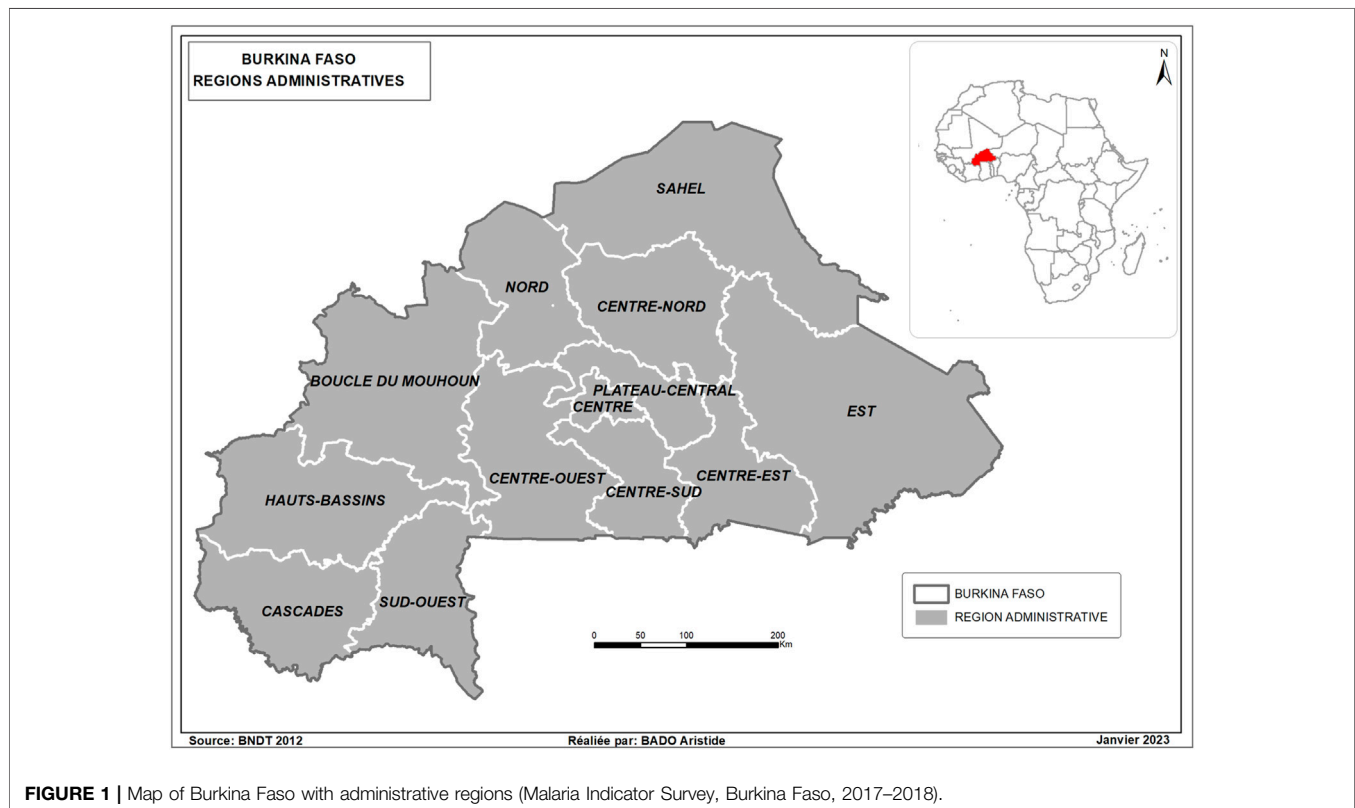 BURKINA FASO
REGIONS ADMINISTRATIVES
N
SAHEL
NORD
CENTRE-NORD
BOUCLE DU MOUHOUN
PLATEAU-CENTRAL
CENTRE
EST
CENTRE-OUEST
CENTRE-EST
CENTRE-SUD
HAUTS-BASSINS
CASCADES
SUD-OUEST
BURKINA FASO
REGION ADMINISTRATIVE
0 50 100 200
Km
Source: BNDT 2012
Réaliée par: BADO Aristide
Janvier 2023
FIGURE 1 | Map of Burkina Faso with administrative regions (Malaria Indicator Survey, Burkina Faso, 2017–2018).